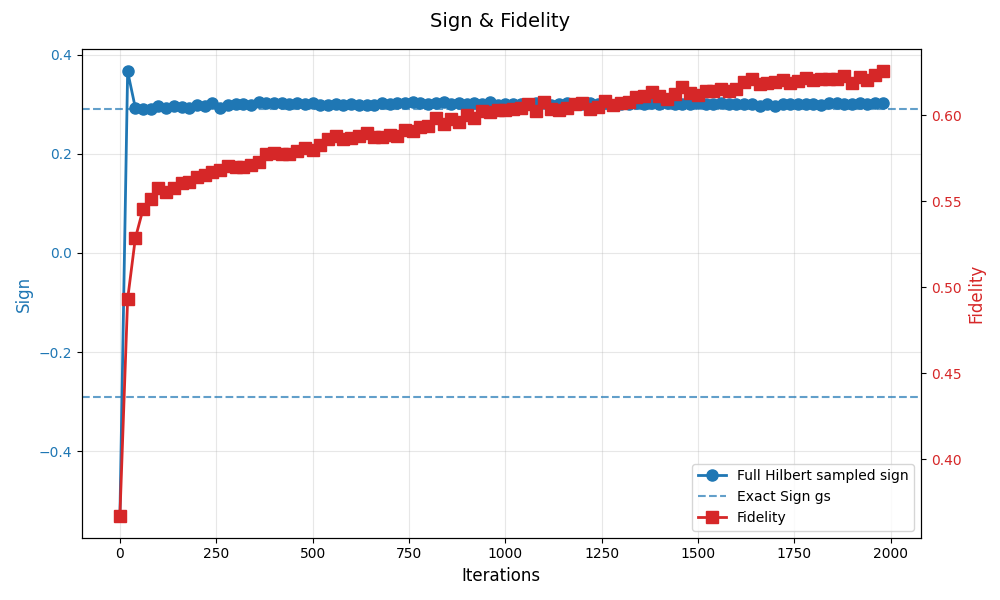 Sign & Fidelity
0.4
0.2
0.0
−0.2
−0.4
Sign
0.60
0.55
0.50
0.45
0.40
Fidelity
Full Hilbert sampled sign
Exact Sign gs
Fidelity
0
250
500
750
1000
1250
1500
1750
2000
Iterations